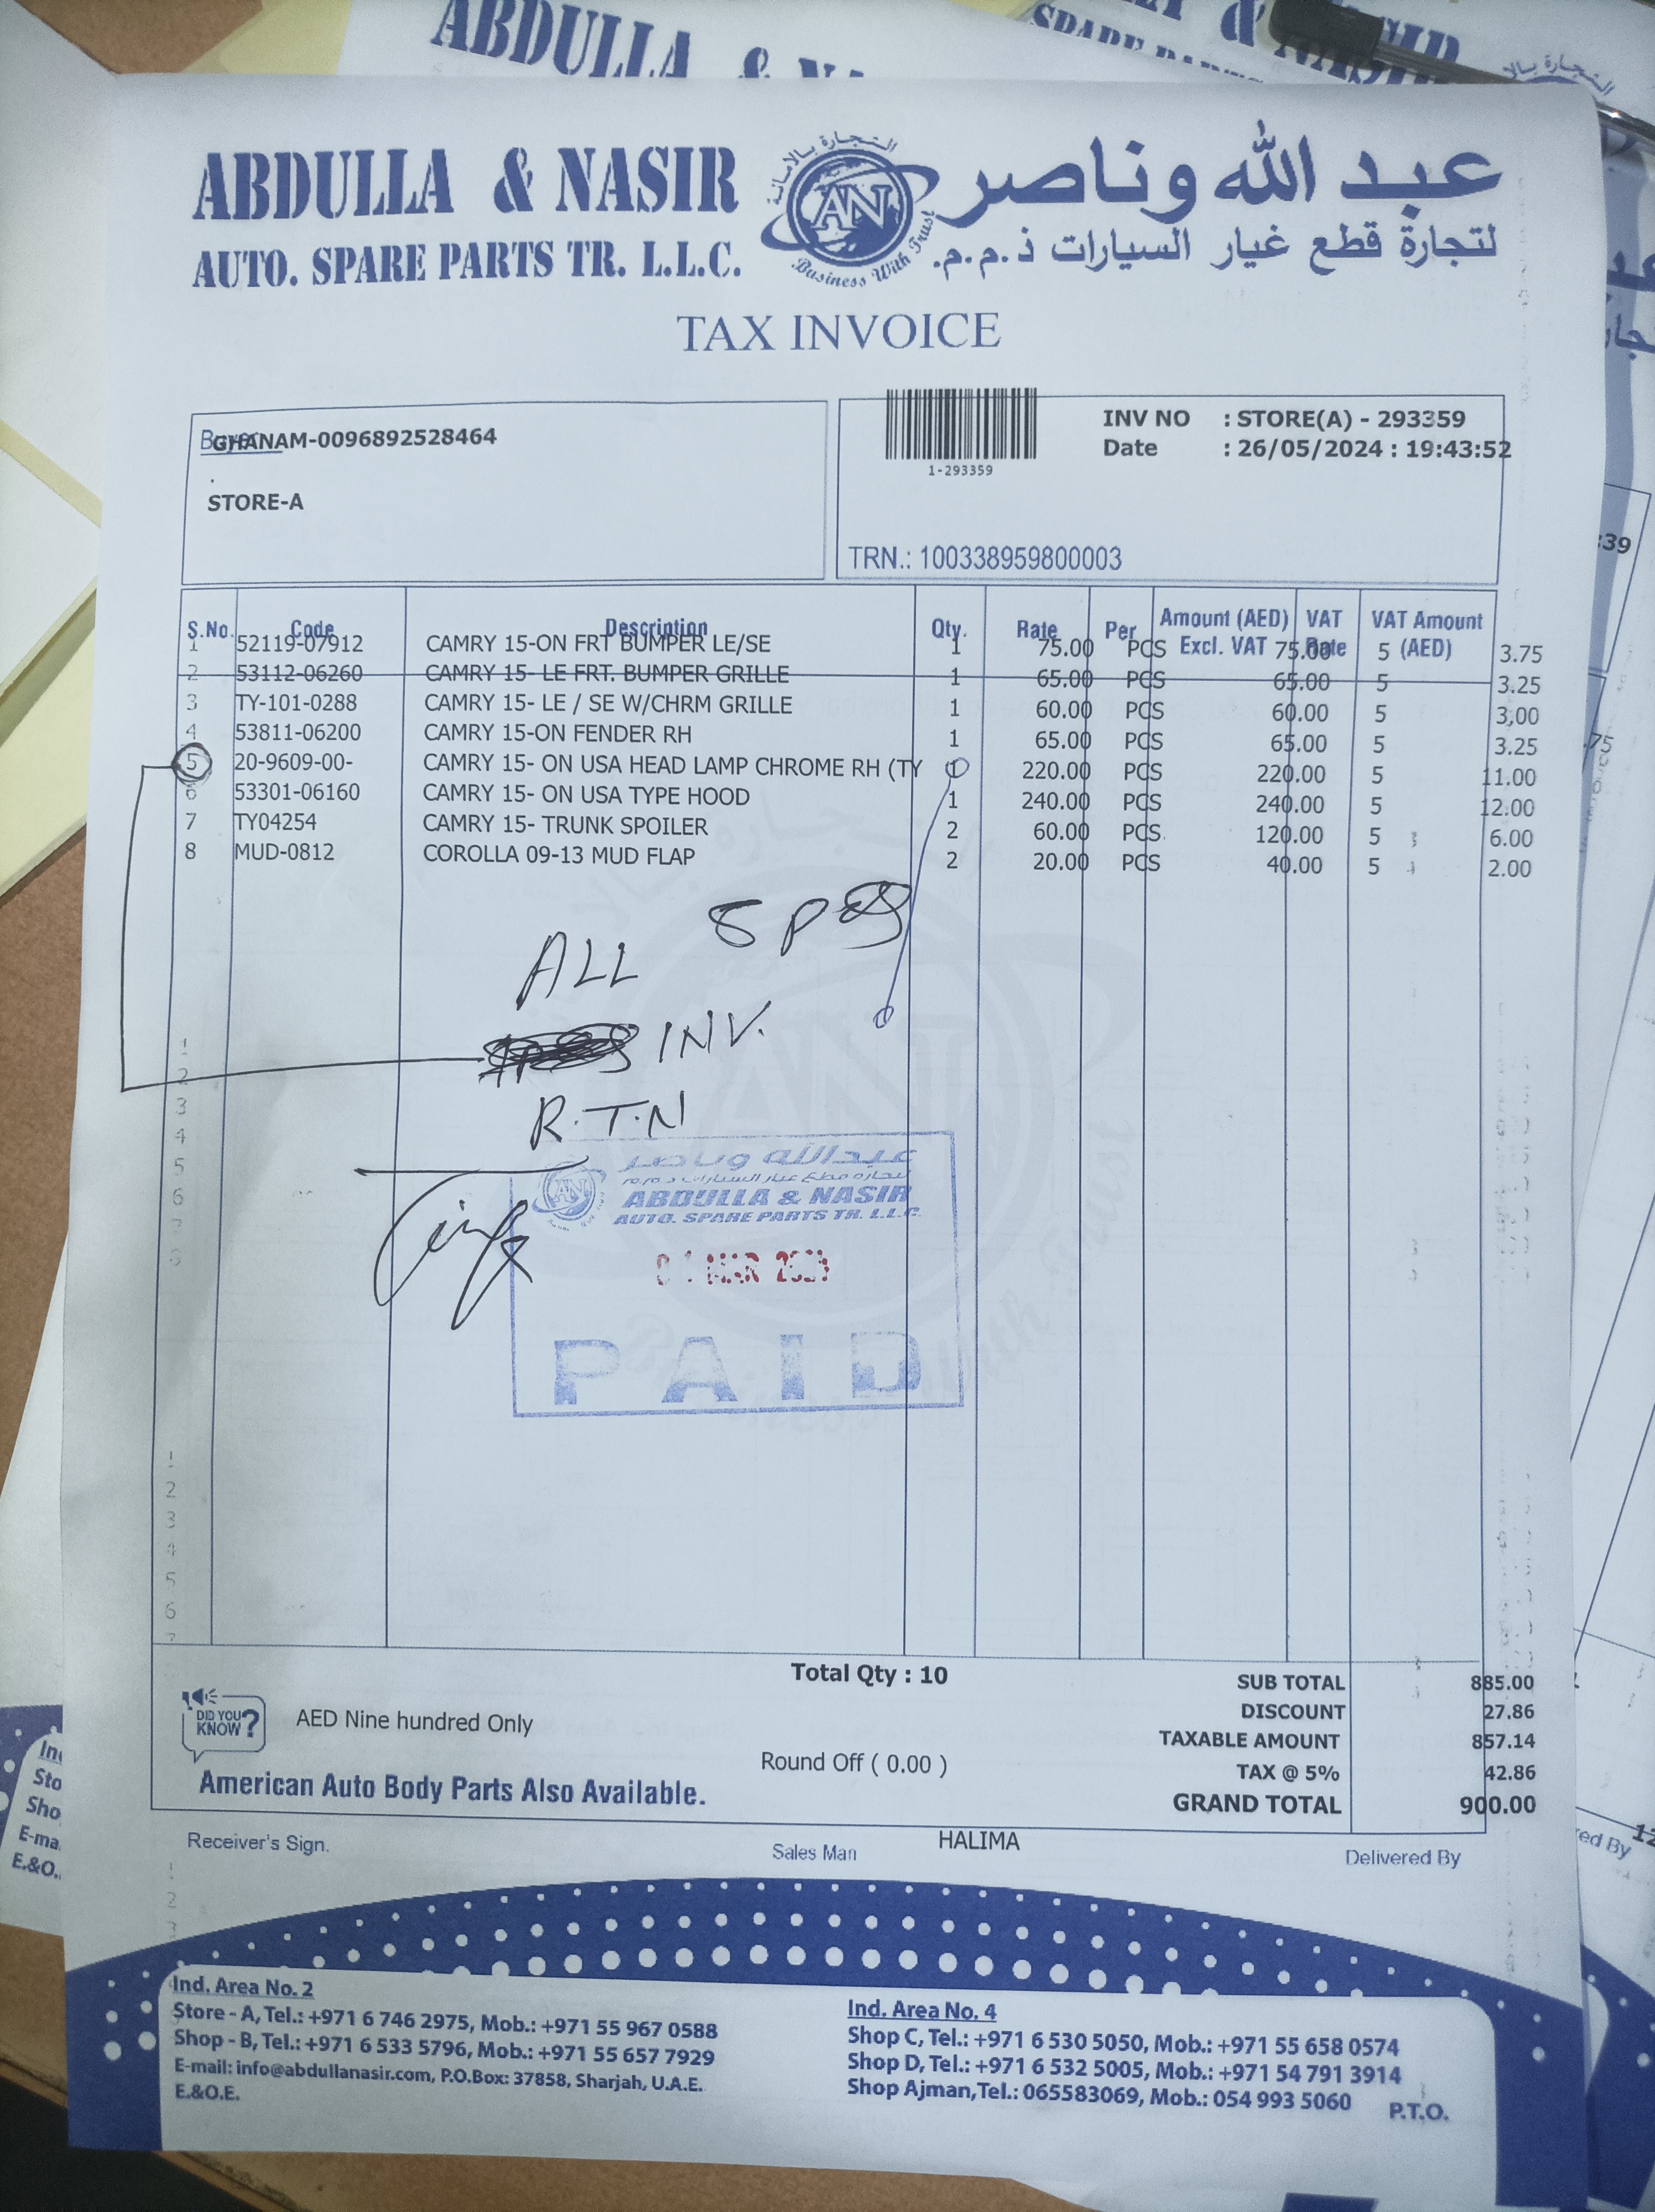 ABDULLA & NASIR
AUTO. SPARE PARTS TR. L.L.C.
AN
Business With Trust
عبد الله وناصر
لتجارة قطع غيار السيارات ذ.م.م.
TAX INVOICE
GHANAM-0096892528464
STORE-A
1-293359
INV NO : STORE(A) - 293359
Date : 26/05/2024 : 19:43:52
TRN.: 100338959800003
S.No. Code Description Qty. Rate Per Amount (AED) Excl. VAT VAT Rate VAT Amount (AED)
1 52119-07912 CAMRY 15-ON FRT BUMPER LE/SE 1 75.00 PCS 75.00 5 3.75
2 53112-06260 CAMRY 15- LE FRT. BUMPER GRILLE 1 65.00 PCS 65.00 5 3.25
3 TY-101-0288 CAMRY 15- LE / SE W/CHRM GRILLE 1 60.00 PCS 60.00 5 3,00
4 53811-06200 CAMRY 15-ON FENDER RH 1 65.00 PCS 65.00 5 3.25
5 20-9609-00- CAMRY 15- ON USA HEAD LAMP CHROME RH (TY 1 220.00 PCS 220.00 5 11.00
6 53301-06160 CAMRY 15- ON USA TYPE HOOD 1 240.00 PCS 240.00 5 12.00
7 TY04254 CAMRY 15- TRUNK SPOILER 2 60.00 PCS 120.00 5 6.00
8 MUD-0812 COROLLA 09-13 MUD FLAP 2 20.00 PCS 40.00 5 2.00
ALL
INV.
R.T.N
عبدالله وناصر
ABDULLA & NASIR
AUTO. SPARE PARTS TR. L.L.C.
PAID
Total Qty : 10
SUB TOTAL 885.00
DISCOUNT 27.86
TAXABLE AMOUNT 857.14
TAX @ 5% 42.86
GRAND TOTAL 900.00
DID YOU KNOW?
AED Nine hundred Only
Round Off ( 0.00 )
American Auto Body Parts Also Available.
Receiver's Sign.
Sales Man HALIMA
Delivered By
Ind. Area No. 2
Store - A, Tel.: +971 6 746 2975, Mob.: +971 55 967 0588
Shop - B, Tel.: +971 6 533 5796, Mob.: +971 55 657 7929
E-mail: info@abdullanasir.com, P.O.Box: 37858, Sharjah, U.A.E.
E.&O.E.
Ind. Area No. 4
Shop C, Tel.: +971 6 530 5050, Mob.: +971 55 658 0574
Shop D, Tel.: +971 6 532 5005, Mob.: +971 54 791 3914
Shop Ajman,Tel.: 065583069, Mob.: 054 993 5060
P.T.O.